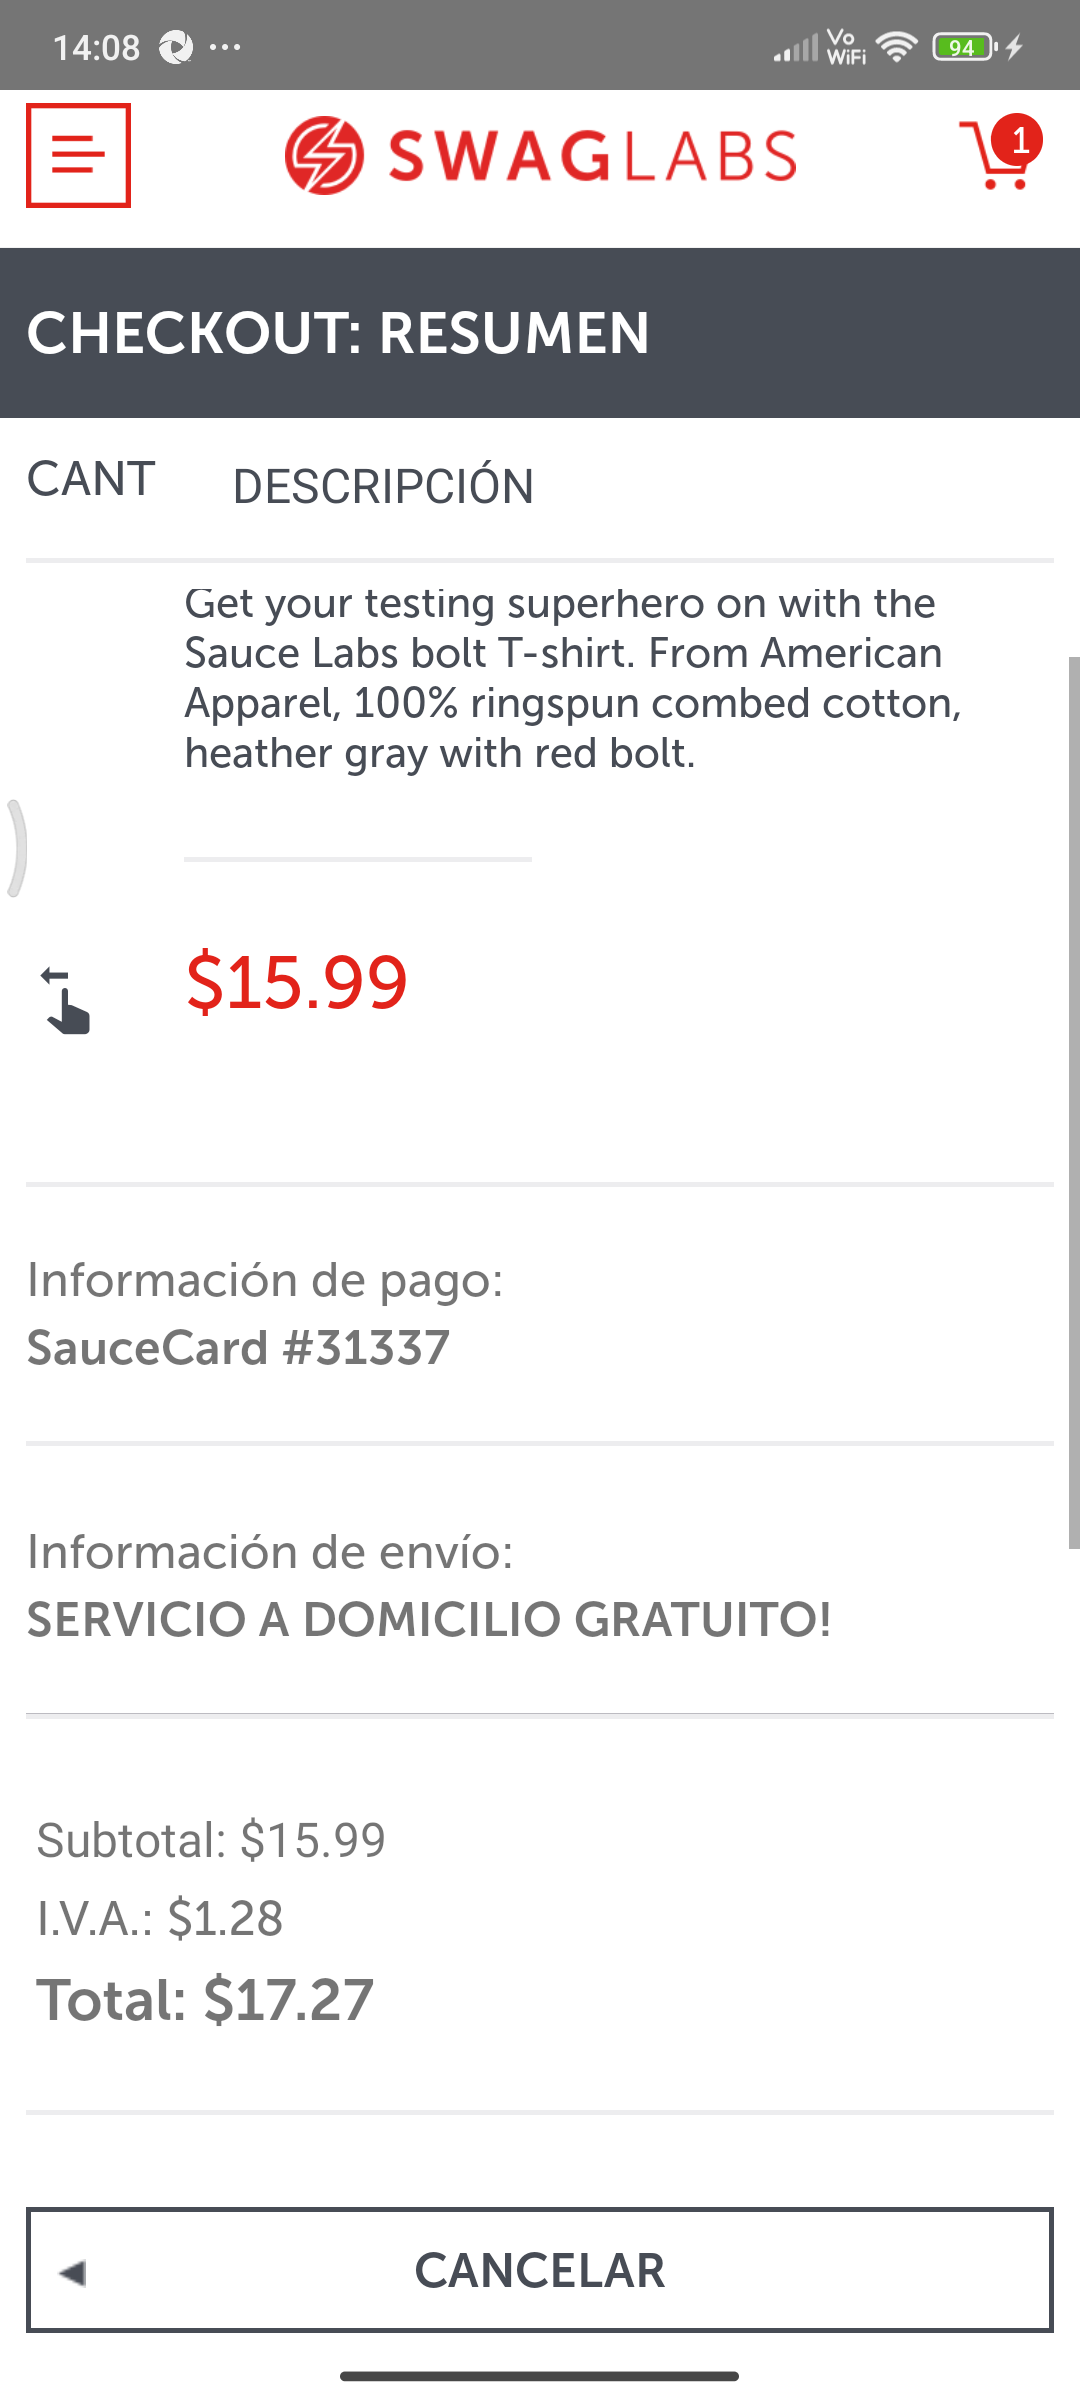 14:08
Vo
WiFi
94
SWAGLABS
1
CHECKOUT: RESUMEN
CANT
DESCRIPCIÓN
Get your testing superhero on with the
Sauce Labs bolt T-shirt. From American
Apparel, 100% ringspun combed cotton,
heather gray with red bolt.
$15.99
Información de pago:
SauceCard #31337
Información de envío:
SERVICIO A DOMICILIO GRATUITO!
Subtotal: $15.99
I.V.A.: $1.28
Total: $17.27
CANCELAR